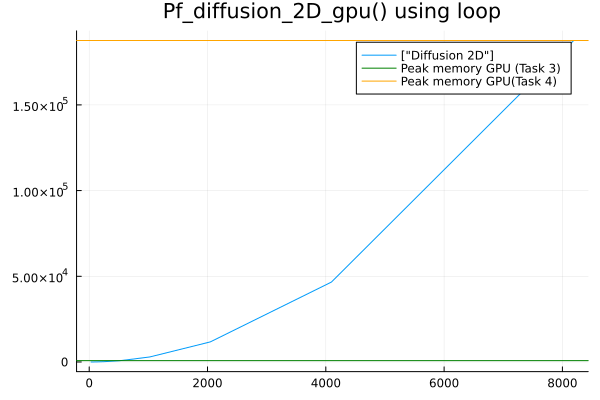 Pf_diffusion_2D_gpu() using loop
["Diffusion 2D"]
Peak memory GPU (Task 3)
Peak memory GPU(Task 4)
1.50×10⁵
1.00×10⁵
5.00×10⁴
0
0 2000 4000 6000 8000